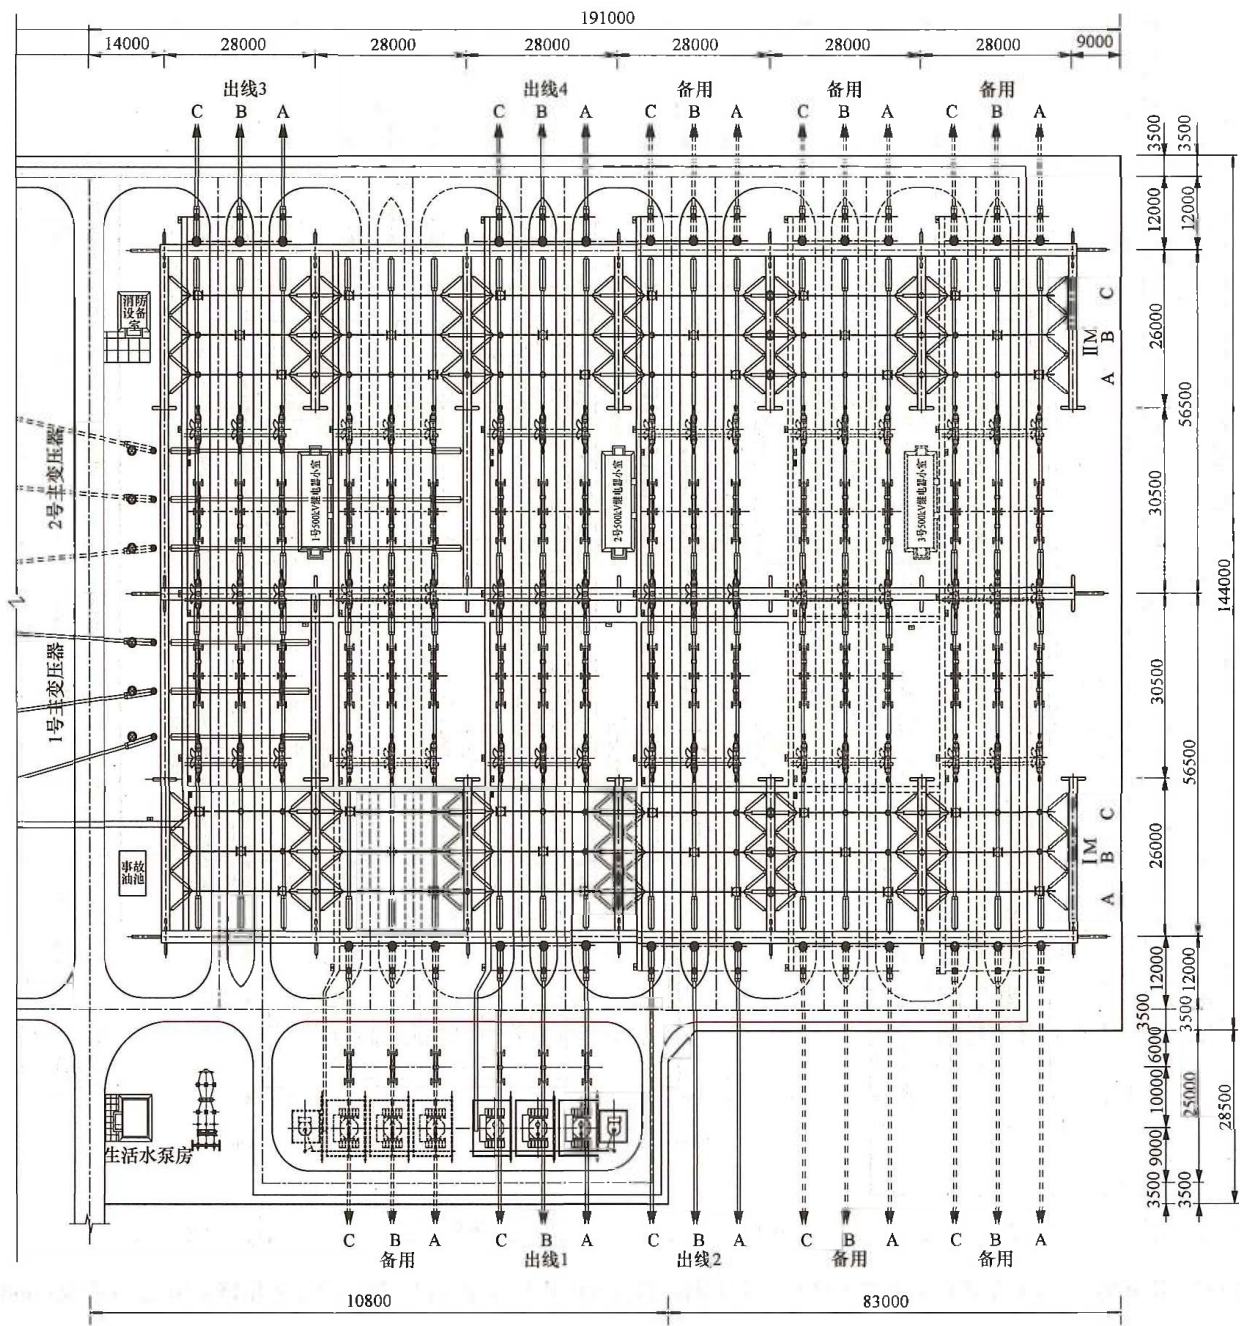 191000
14000 28000 28000 28000 28000 28000 28000 9000
出线3 出线4 备用 备用 备用
C B A C B A C B A C B A C B A
3500 3500
12000 12000
消防
设备
室
C
B
A
ⅡM
26000
56500
2号主变压器
1号500kV继电器小室
2号500kV继电器小室
3号500kV继电器小室
30500
144000
1号主变压器
30500
56500
C
B
A
ⅠM
26000
事故
油池
12000 12000
3500 3500
6000
10000
25000
28500
9000
3500 3500
生活水泵房
C B A C B A C B A C B A C B A
备用 出线1 出线2 备用 备用
10800 83000